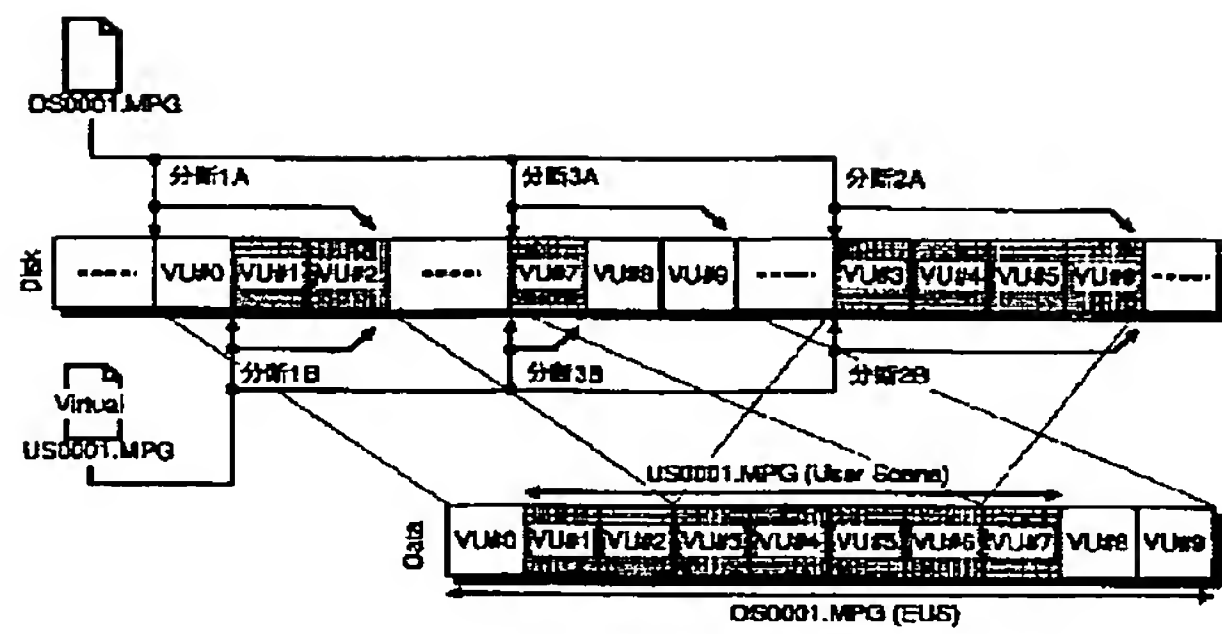 OS0001.MPG
分断1A
分断3A
分断2A
Disk
VU#0 VU#1 VU#2 VU#7 VU#8 VU#9 VU#3 VU#4 VU#5 VU#6
分断1B
分断3B
分断2B
Virtual
US0001.MPG
US0001.MPG (User Scene)
Data
VU#0 VU#1 VU#2 VU#3 VU#4 VU#5 VU#6 VU#7 VU#8 VU#9
OS0001.MPG (EUS)